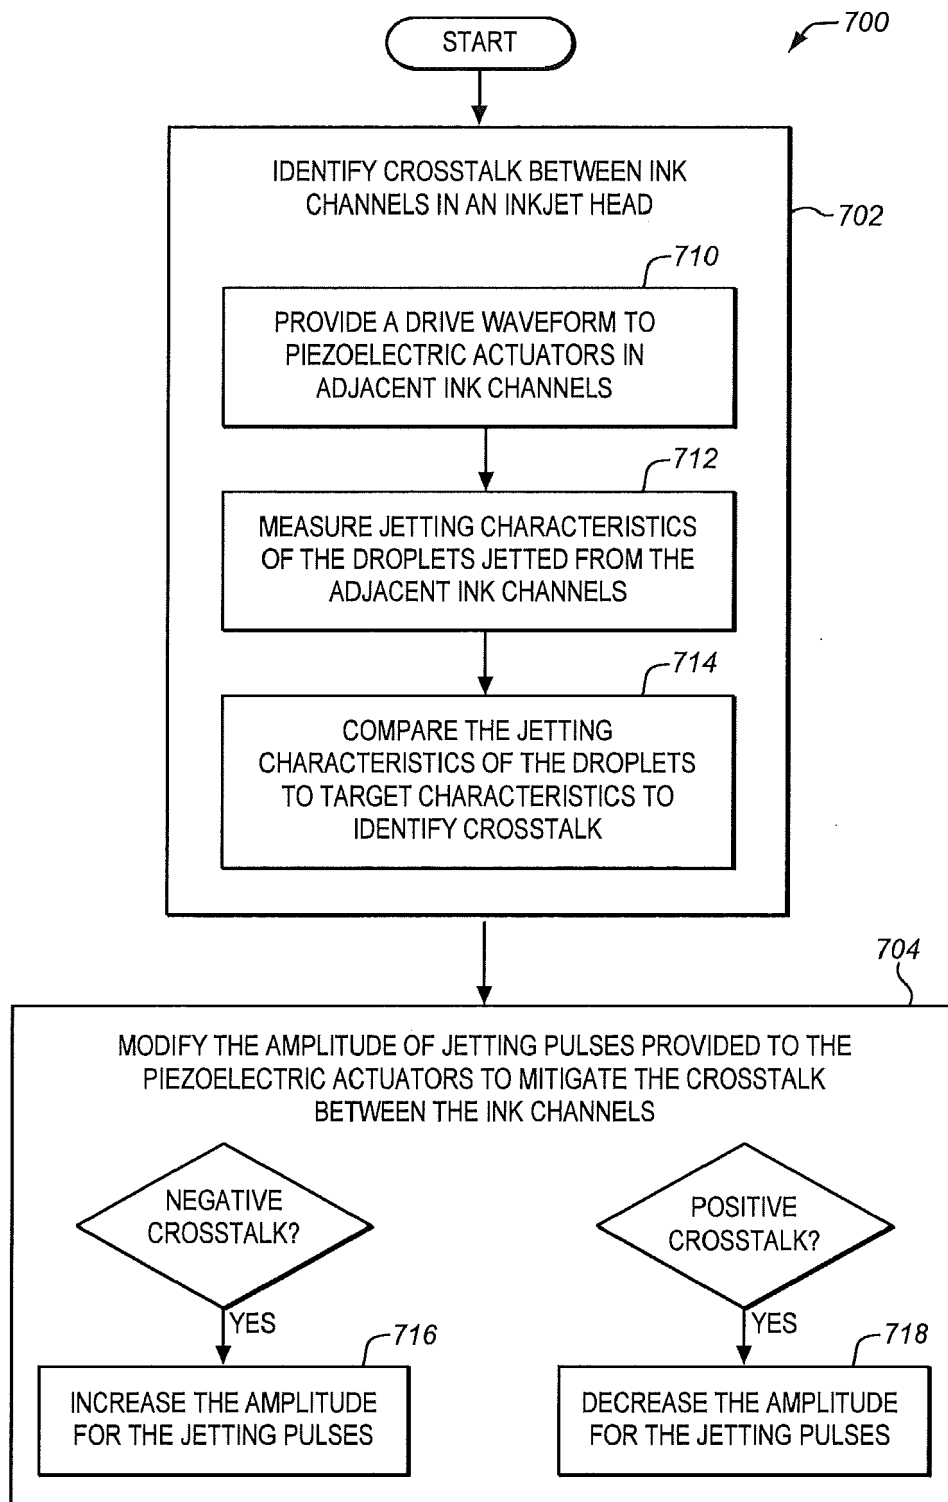 START
700
IDENTIFY CROSSTALK BETWEEN INK
CHANNELS IN AN INKJET HEAD
702
710
PROVIDE A DRIVE WAVEFORM TO
PIEZOELECTRIC ACTUATORS IN
ADJACENT INK CHANNELS
712
MEASURE JETTING CHARACTERISTICS
OF THE DROPLETS JETTED FROM THE
ADJACENT INK CHANNELS
714
COMPARE THE JETTING
CHARACTERISTICS OF THE DROPLETS
TO TARGET CHARACTERISTICS TO
IDENTIFY CROSSTALK
704
MODIFY THE AMPLITUDE OF JETTING PULSES PROVIDED TO THE
PIEZOELECTRIC ACTUATORS TO MITIGATE THE CROSSTALK
BETWEEN THE INK CHANNELS
NEGATIVE
CROSSTALK?
YES
716
INCREASE THE AMPLITUDE
FOR THE JETTING PULSES
POSITIVE
CROSSTALK?
YES
718
DECREASE THE AMPLITUDE
FOR THE JETTING PULSES